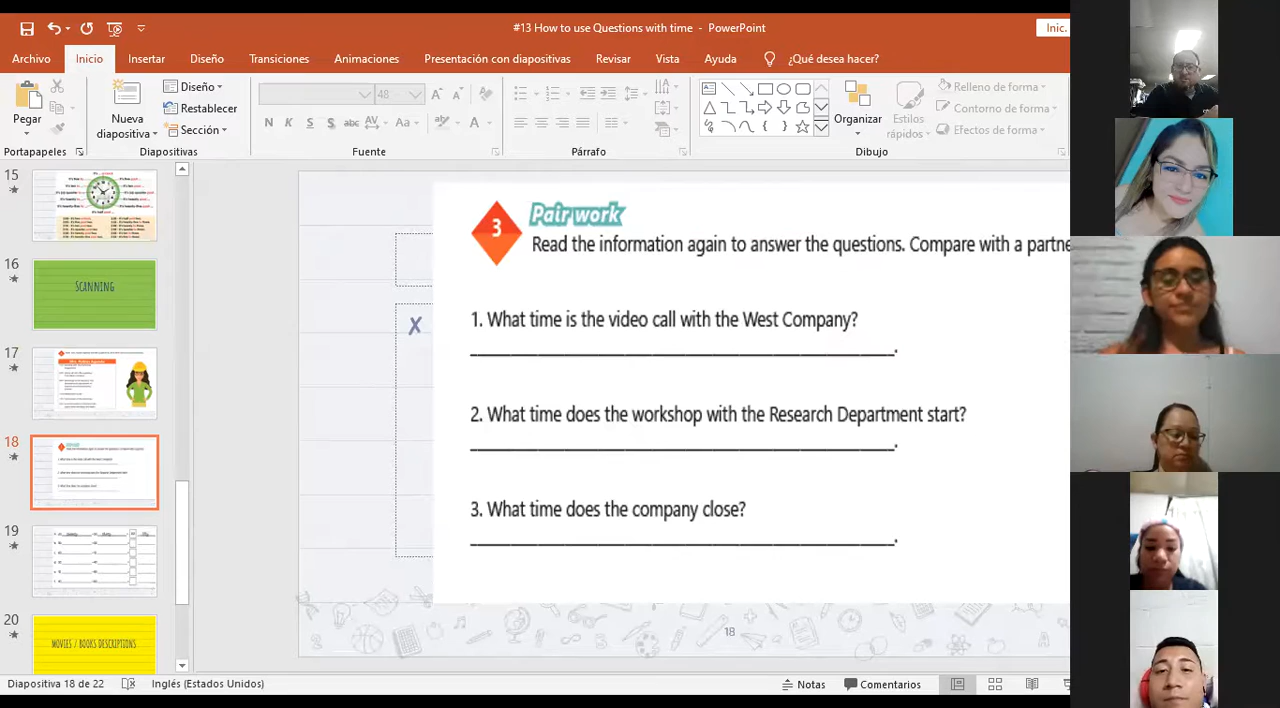 #13 How to use Questions with time - PowerPoint
Inic.
Archivo Inicio Insertar Diseño Transiciones Animaciones Presentación con diapositivas Revisar Vista Ayuda ¿Qué desea hacer?
Pegar
Nueva diapositiva
Diseño
Restablecer
Sección
48
N K S S abc AV Aa A
Organizar
Estilos rápidos
Relleno de forma
Contorno de forma
Efectos de forma
Portapapeles Diapositivas Fuente Párrafo Dibujo
15
16
SCANNING
17
18
19
20
MOVIES / BOOKS DESCRIPTIONS
3
Pair work
Read the information again to answer the questions. Compare with a partne
X
1. What time is the video call with the West Company?
2. What time does the workshop with the Research Department start?
3. What time does the company close?
18
Diapositiva 18 de 22 Inglés (Estados Unidos) Notas Comentarios